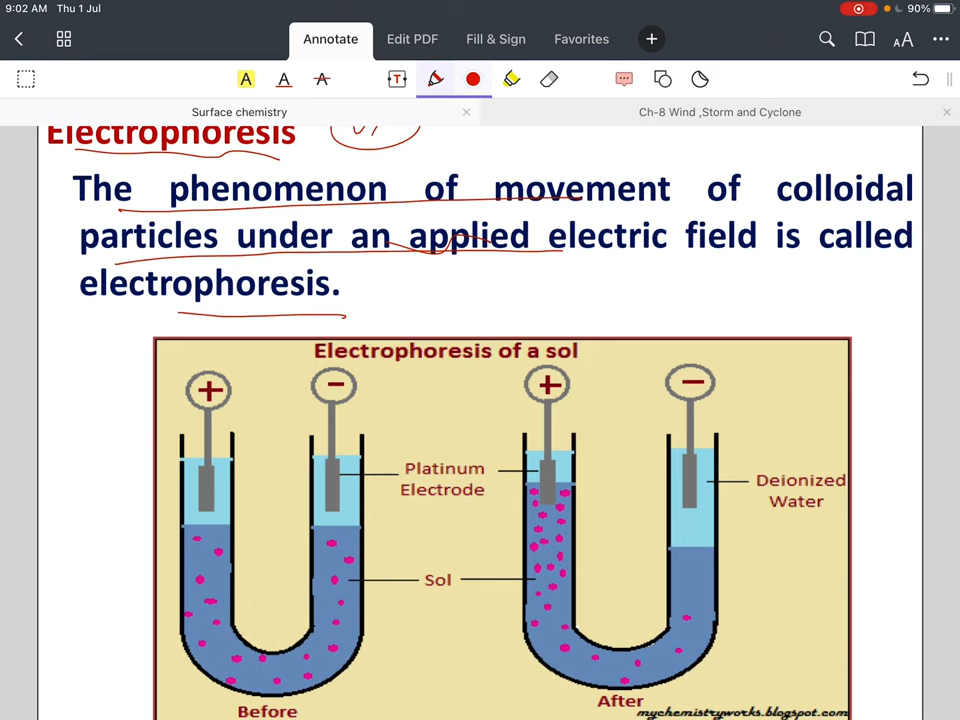 9:02 AM Thu 1 Jul
90%
Annotate
Edit PDF
Fill & Sign
Favorites
AA
A A A T
Surface chemistry
Ch-8 Wind ,Storm and Cyclone
Electrophoresis
The phenomenon of movement of colloidal
particles under an applied electric field is called
electrophoresis.
Electrophoresis of a sol
+ − + −
Platinum
Electrode
Deionized
Water
Sol
Before
After
mychemistryworks.blogspot.com